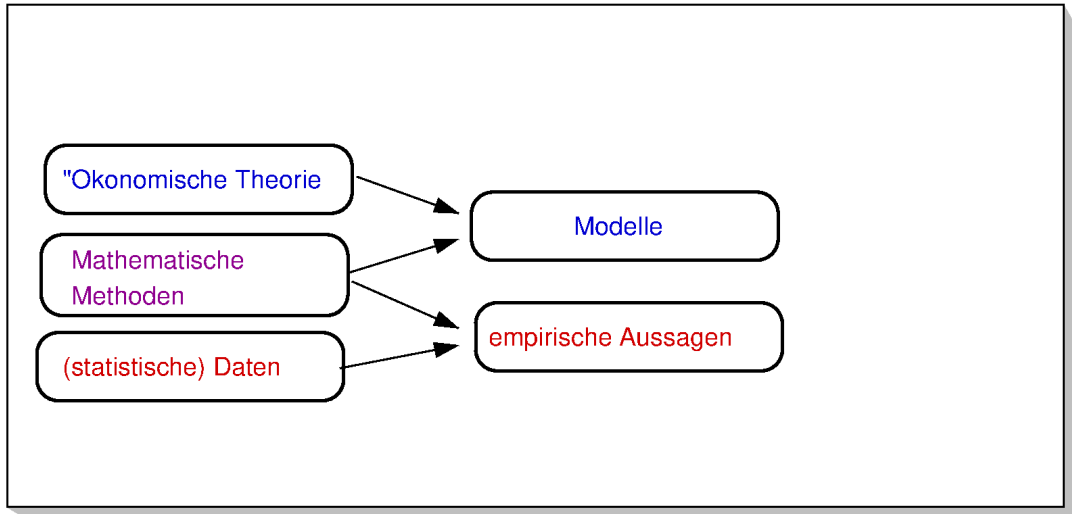 "Okonomische Theorie
Modelle
Mathematische
Methoden
empirische Aussagen
(statistische) Daten